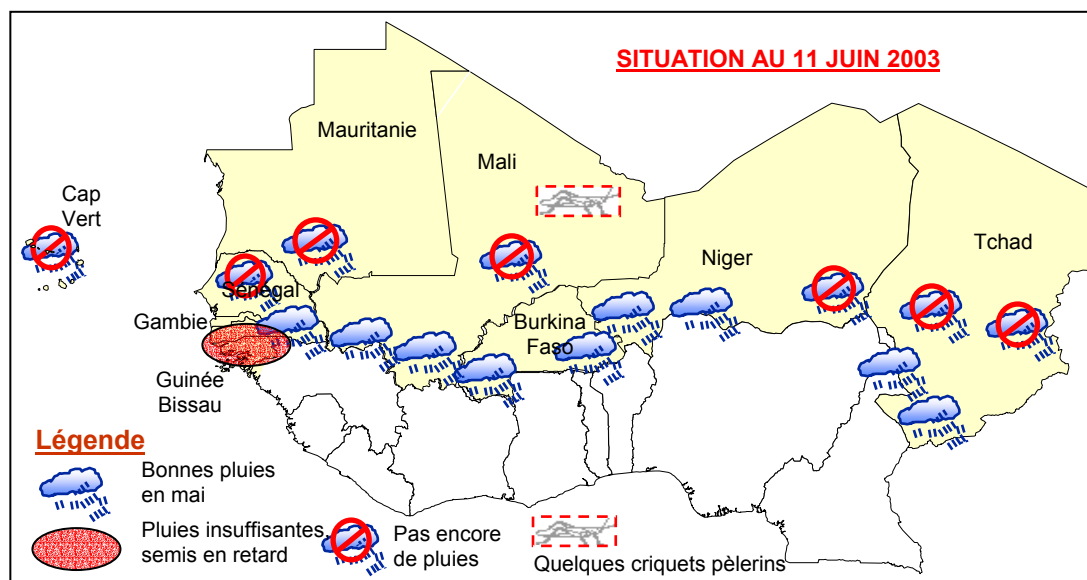 SITUATION AU 11 JUIN 2003
Mauritanie
Mali
Cap
Vert
Niger
Tchad
Sénégal
Gambie
Burkina
Faso
Guinée
Bissau
Légende
Bonnes pluies
en mai
Pluies insuffisantes,
semis en retard
Pas encore
de pluies
Quelques criquets pèlerins